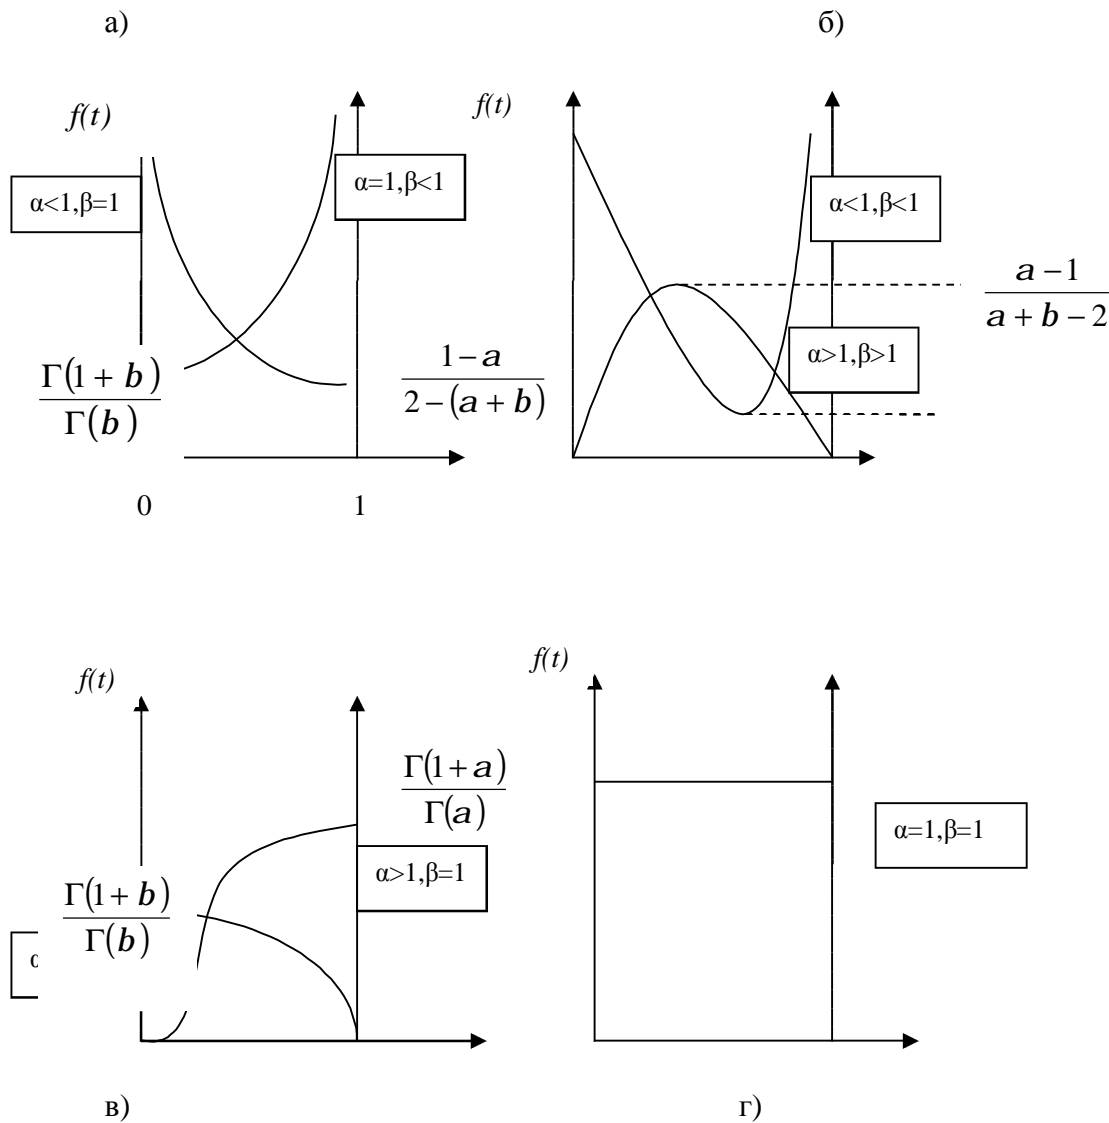 а)
б)
f(t)
α<1,β=1
α=1,β<1
Γ(1 + b)
Γ(b)
0
1
f(t)
α<1,β<1
α>1,β>1
a − 1
a + b − 2
1 − a
2 − (a + b)
f(t)
Γ(1 + a)
Γ(a)
α>1,β=1
Γ(1 + b)
Γ(b)
f(t)
α=1,β=1
в)
г)